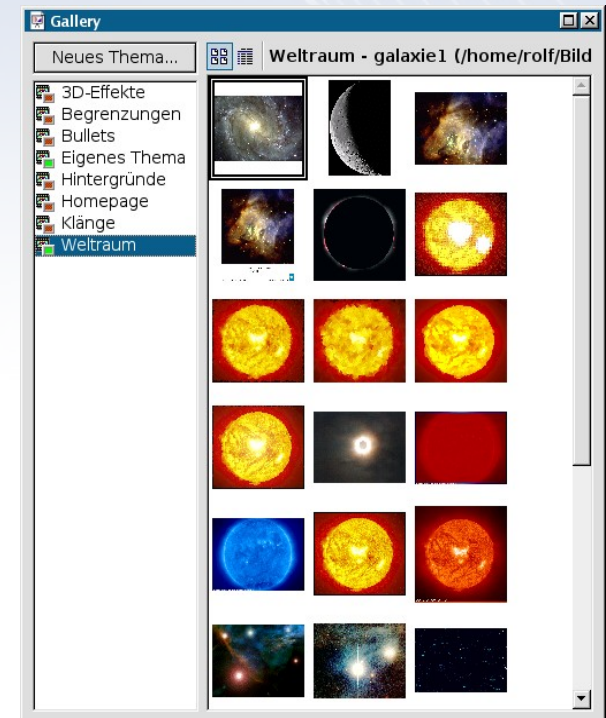 Gallery
Neues Thema...
Weltraum - galaxie1 (/home/rolf/Bild
3D-Effekte
Begrenzungen
Bullets
Eigenes Thema
Hintergründe
Homepage
Klänge
Weltraum